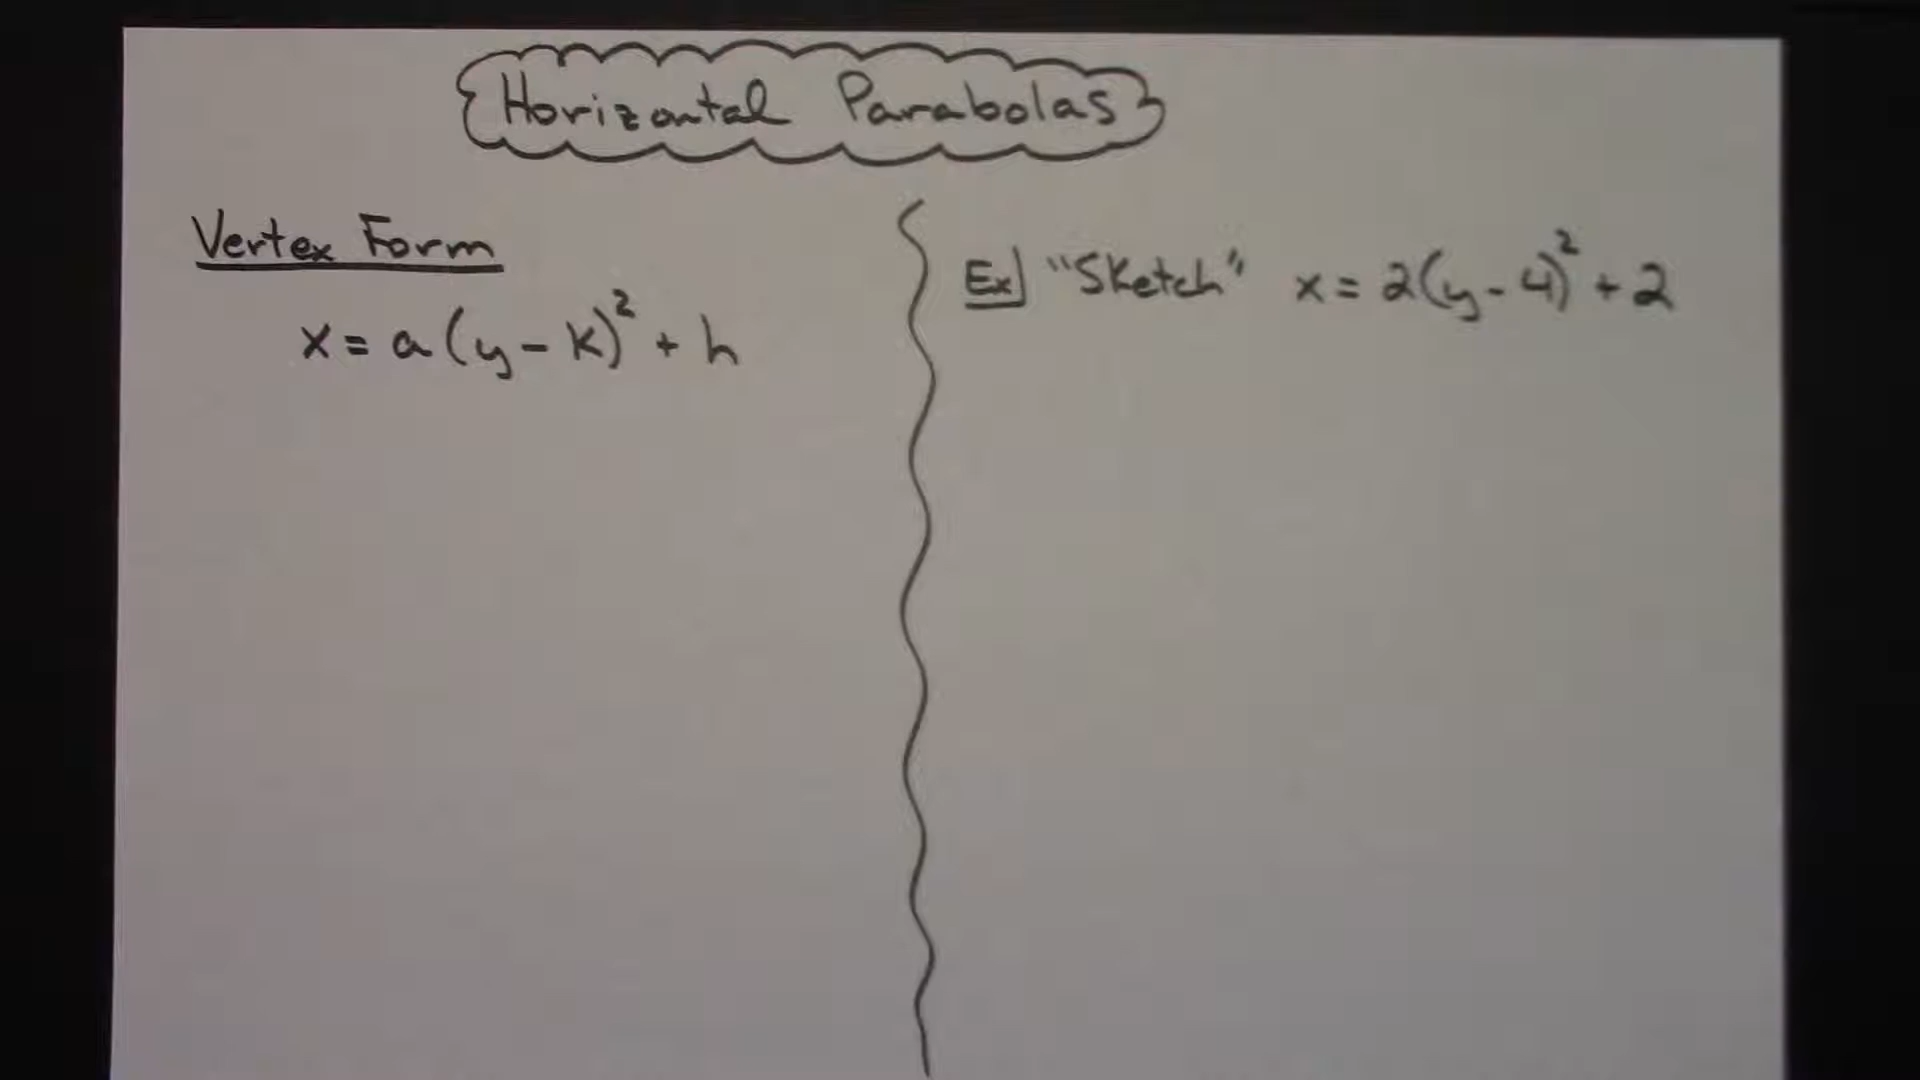 Horizontal Parabolas
Vertex Form
x = a(y - k)² + h
Ex] "Sketch" x = 2(y - 4)² + 2